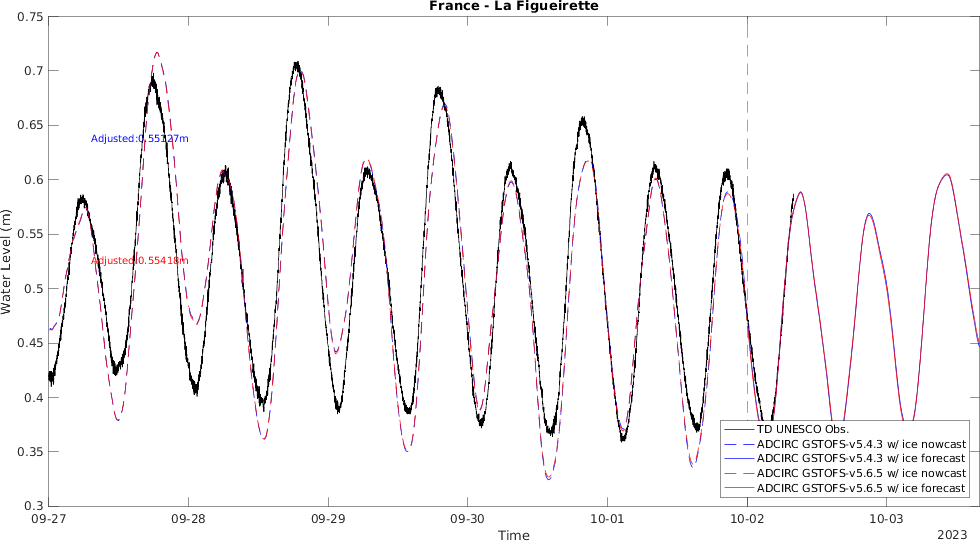 France - La Figueirette
0.75
0.7
0.65
0.6
0.55
0.5
0.45
0.4
0.35
0.3
Water Level (m)
Adjusted:0.55127m
Adjusted:0.55418m
TD UNESCO Obs.
ADCIRC GSTOFS-v5.4.3 w/ ice nowcast
ADCIRC GSTOFS-v5.4.3 w/ ice forecast
ADCIRC GSTOFS-v5.6.5 w/ ice nowcast
ADCIRC GSTOFS-v5.6.5 w/ ice forecast
09-27 09-28 09-29 09-30 10-01 10-02 10-03
Time
2023